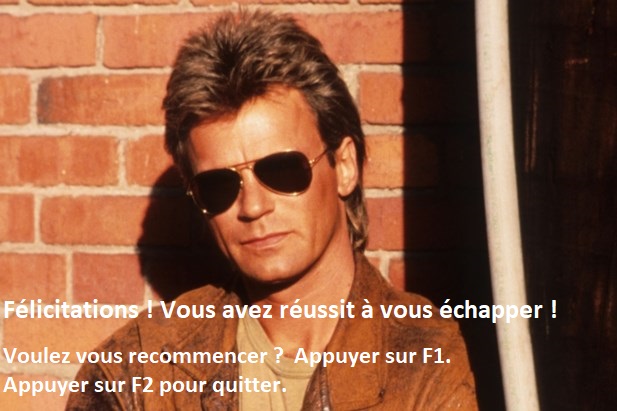 Félicitations ! Vous avez réussit à vous échapper !
Voulez vous recommencer ?  Appuyer sur F1.
Appuyer sur F2 pour quitter.